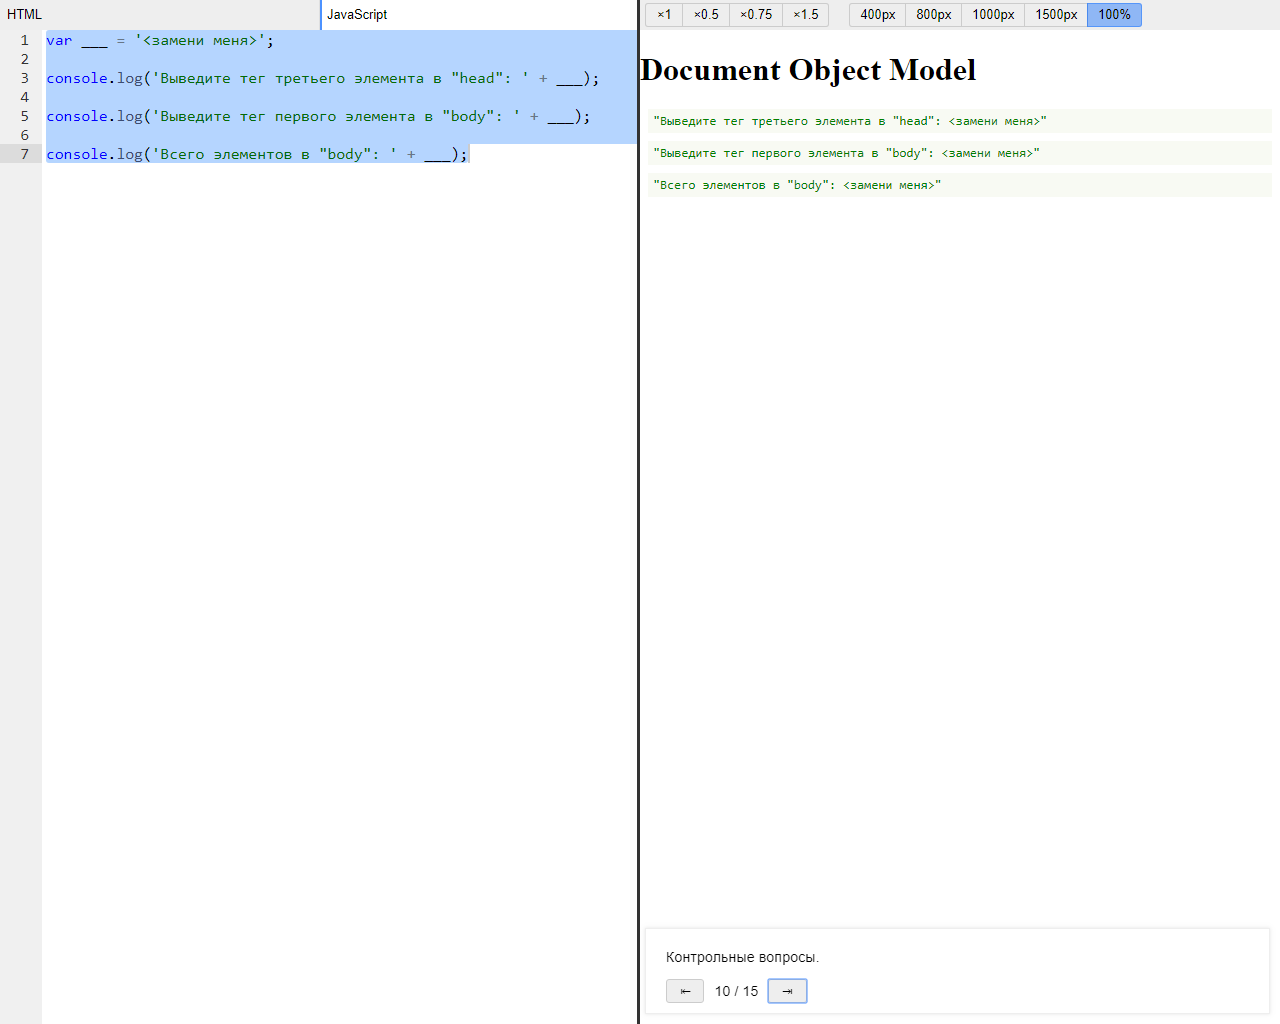 HTML
JavaScript
×1 ×0.5 ×0.75 ×1.5 400px 800px 1000px 1500px 100%
1 var ___ = '<замени меня>';
2
3 console.log('Выведите тег третьего элемента в "head": ' + ___);
4
5 console.log('Выведите тег первого элемента в "body": ' + ___);
6
7 console.log('Всего элементов в "body": ' + ___);
Document Object Model
"Выведите тег третьего элемента в "head": <замени меня>"
"Выведите тег первого элемента в "body": <замени меня>"
"Всего элементов в "body": <замени меня>"
Контрольные вопросы.
⇤ 10 / 15 ⇥